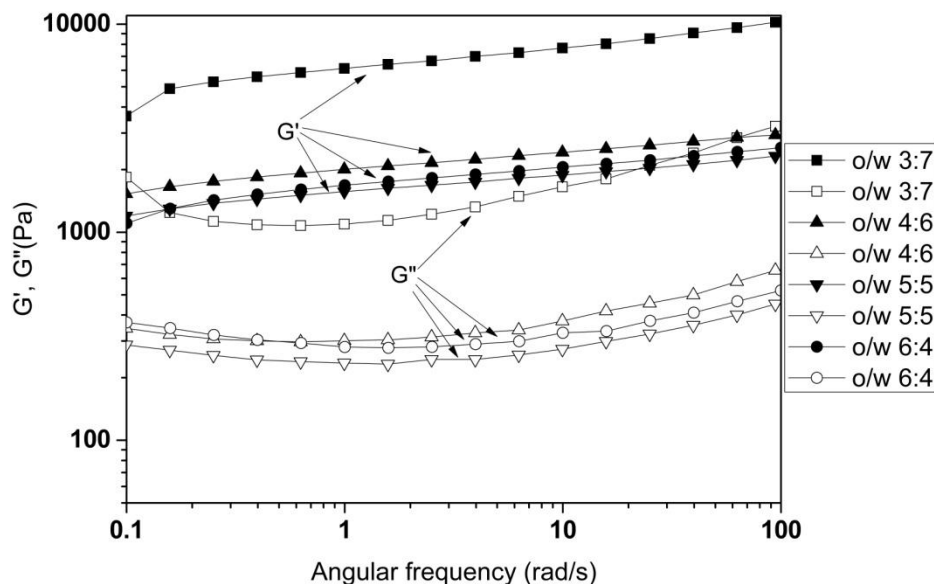 10000
1000
100
G', G"(Pa)
G'
G"
0.1
1
10
100
Angular frequency (rad/s)
o/w 3:7
o/w 3:7
o/w 4:6
o/w 4:6
o/w 5:5
o/w 5:5
o/w 6:4
o/w 6:4